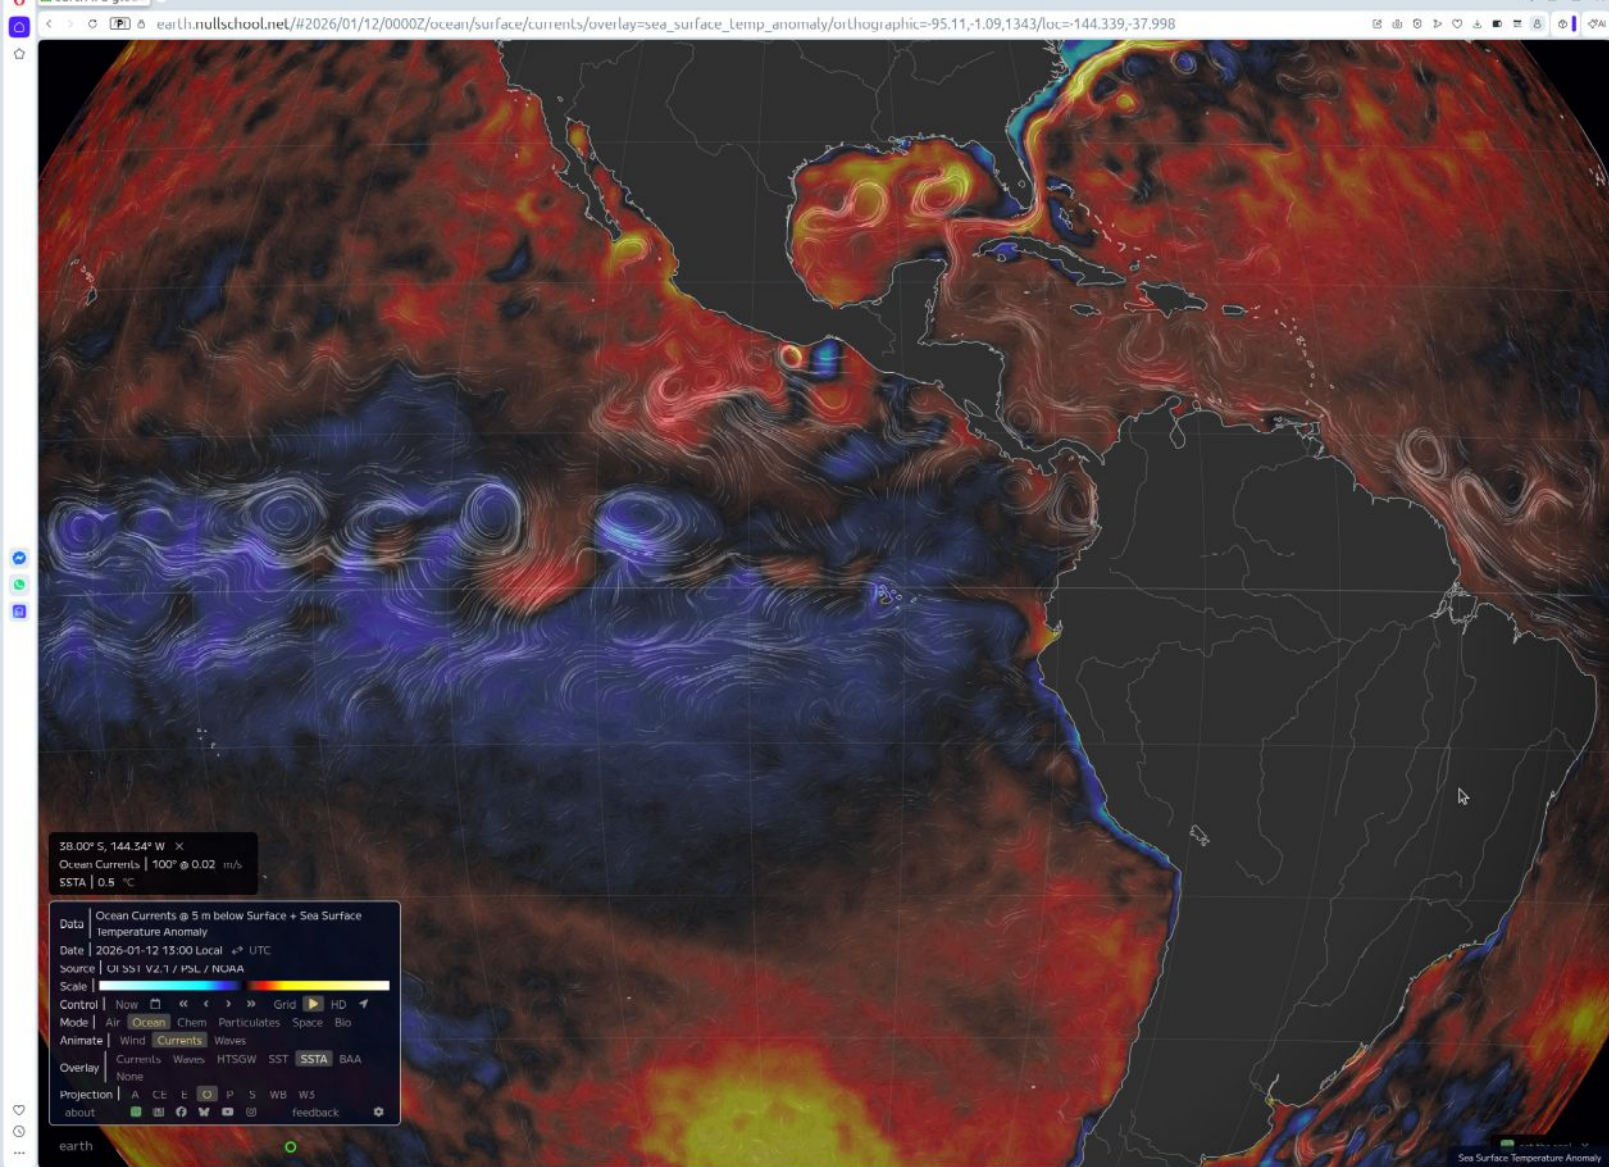 earth.nullschool.net/#2026/01/12/0000Z/ocean/surface/currents/overlay=sea_surface_temp_anomaly/orthographic=-95.11,-1.09,1343/loc=-144.339,-37.998
AI
38.00° S, 144.34° W ✕
Ocean Currents | 100° @ 0.02 m/s
SSTA | 0.5 °C
Data | Ocean Currents @ 5 m below Surface + Sea Surface
Temperature Anomaly
Date | 2026-01-12 13:00 Local ⇄ UTC
Source | OISST V2.1 / PSL / NOAA
Scale |
Control | Now « ‹ › » Grid HD
Mode | Air Ocean Chem Particulates Space Bio
Animate | Wind Currents Waves
Overlay | Currents Waves HTSGW SST SSTA BAA
None
Projection | A CE E O P S WB W3
about feedback
earth
Sea Surface Temperature Anomaly